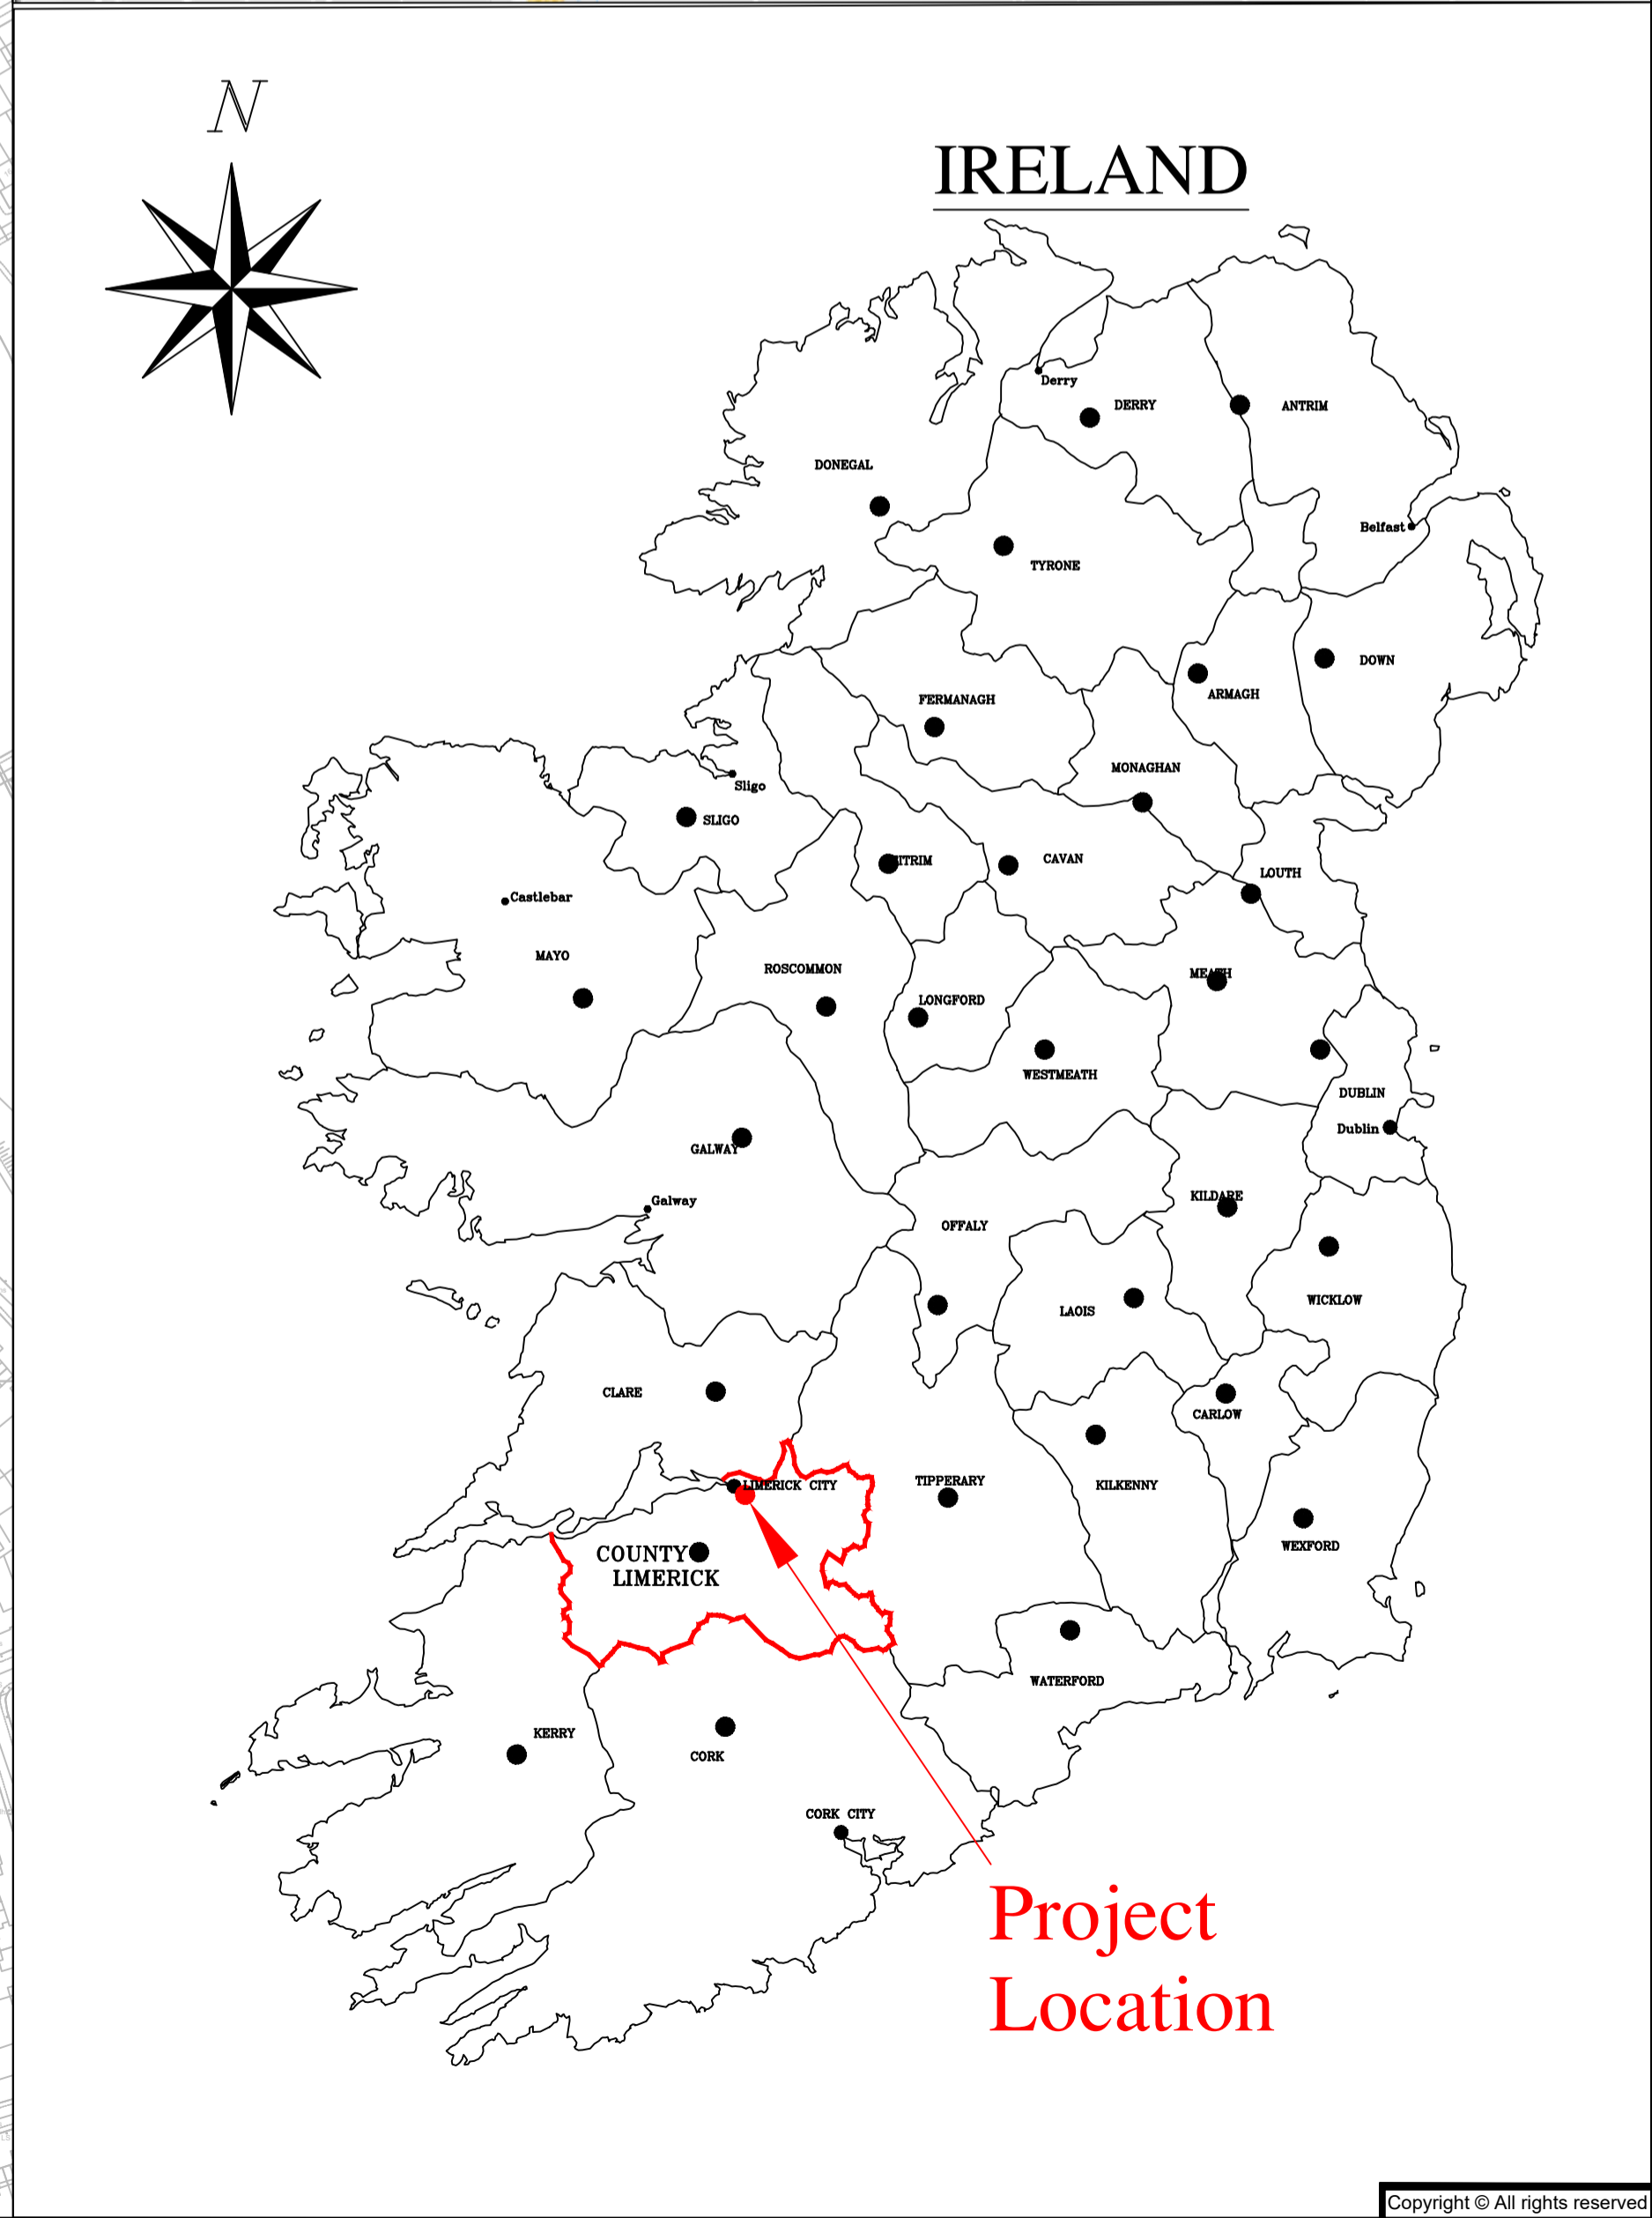 N
IRELAND
Derry
DERRY
ANTRIM
DONEGAL
Belfast
TYRONE
DOWN
ARMAGH
FERMANAGH
MONAGHAN
Sligo
SLIGO
ITRIM
CAVAN
LOUTH
Castlebar
MAYO
ROSCOMMON
MEATH
LONGFORD
WESTMEATH
DUBLIN
Dublin
GALWAY
KILDARE
Galway
OFFALY
LAOIS
WICKLOW
CLARE
CARLOW
TIPPERARY
LIMERICK CITY
KILKENNY
WEXFORD
COUNTY
LIMERICK
WATERFORD
KERRY
CORK
CORK CITY
Project
Location
Copyright © All rights reserved